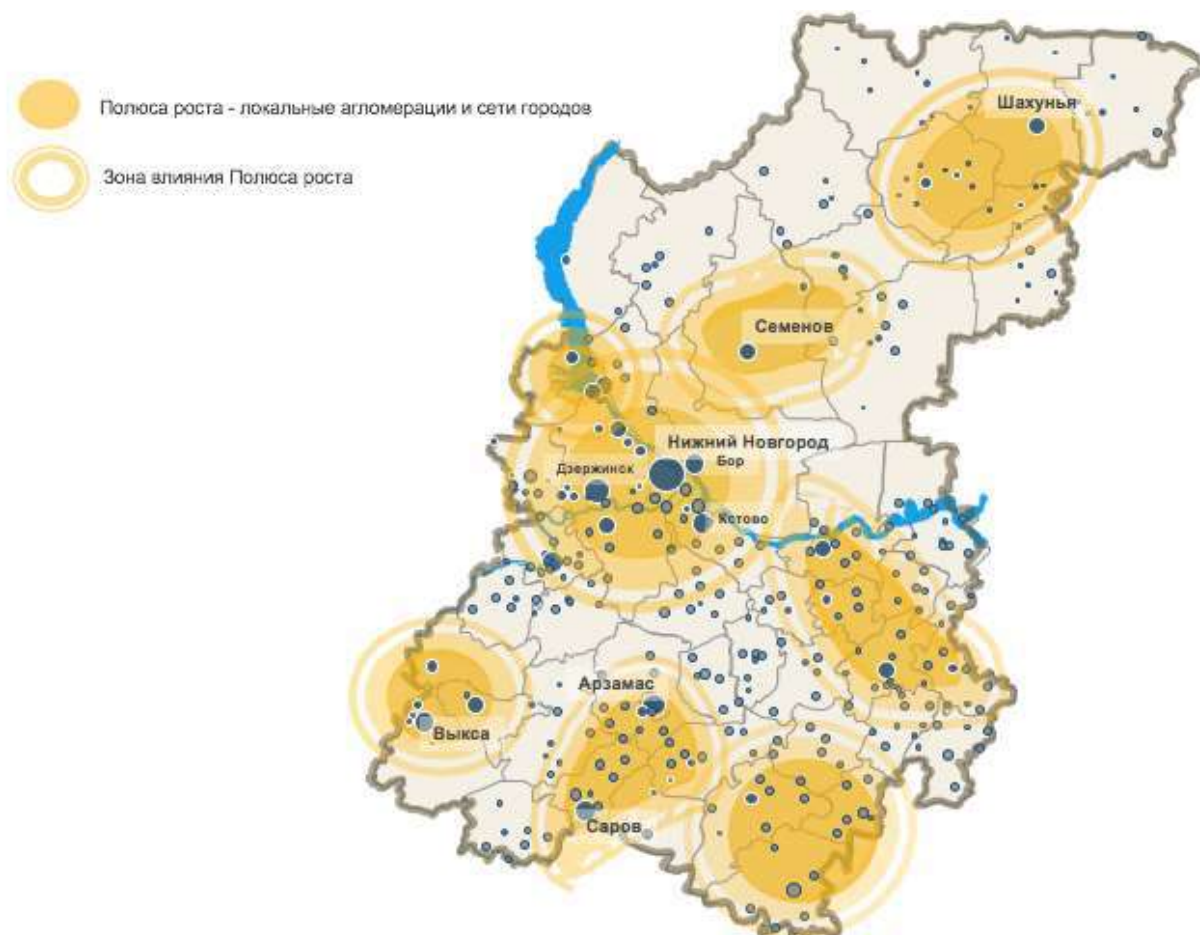 Полюса роста - локальные агломерации и сети городов
Зона влияния Полюса роста
Шахунья
Семенов
Нижний Новгород
Бор
Дзержинск
Кстово
Арзамас
Выкса
Саров